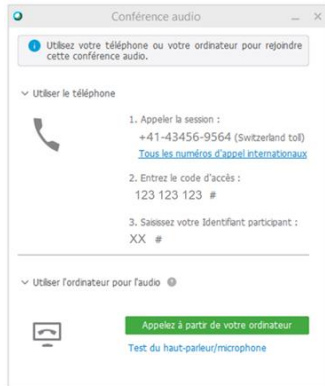 Conférence audio
Utilisez votre téléphone ou votre ordinateur pour rejoindre
cette conférence audio.
Utiliser le téléphone
1. Appeler la session :
+41-43456-9564 (Switzerland toll)
Tous les numéros d'appel internationaux
2. Entrez le code d'accès :
123 123 123 #
3. Saisissez votre Identifiant participant :
XX #
Utiliser l'ordinateur pour l'audio
Appelez à partir de votre ordinateur
Test du haut-parleur/microphone